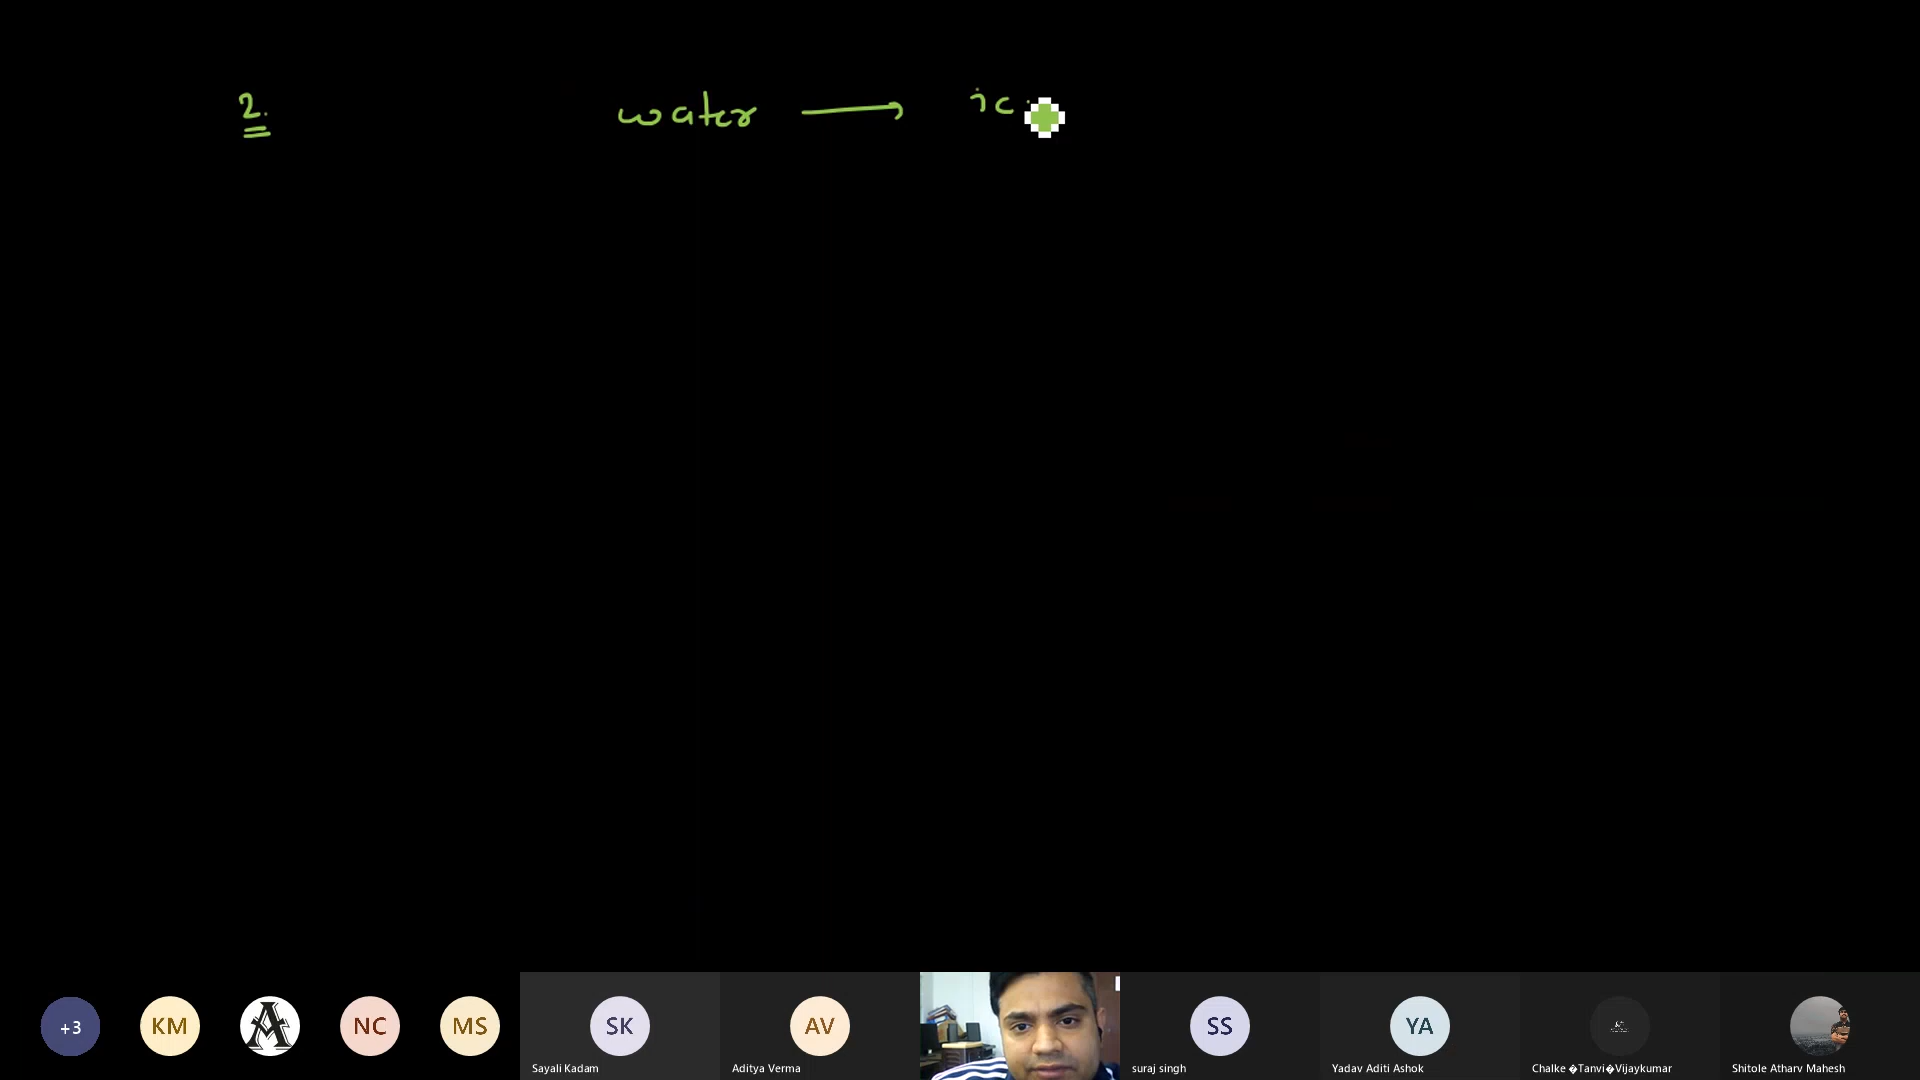 2. water → ic
+3 KM A NC MS SK AV SS YA
Sayali Kadam Aditya Verma suraj singh Yadav Aditi Ashok Chalke �Tanvi�Vijaykumar Shitole Atharv Mahesh